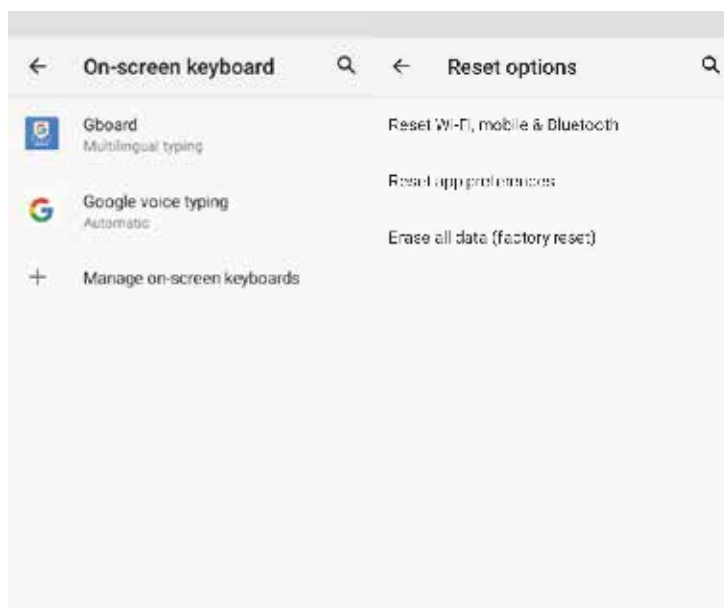 On-screen keyboard
Gboard
Multilingual typing
Google voice typing
Automatic
Manage on-screen keyboards
Reset options
Reset Wi-Fi, mobile & Bluetooth
Reset app preferences
Erase all data (factory reset)